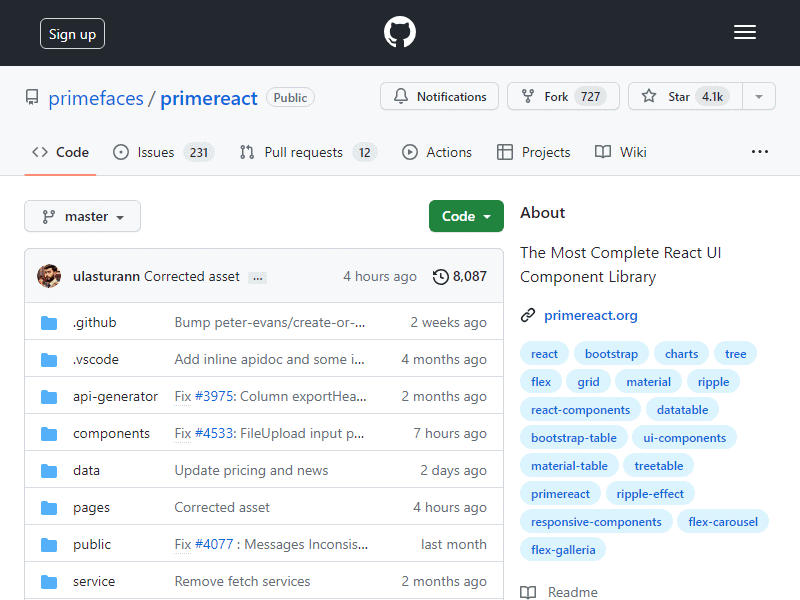 Sign up
primefaces / primereact Public
Notifications Fork 727 Star 4.1k
Code Issues 231 Pull requests 12 Actions Projects Wiki ...
master
Code
ulasturann Corrected asset ... 4 hours ago 8,087
.github Bump peter-evans/create-or-... 2 weeks ago
.vscode Add inline apidoc and some i... 4 months ago
api-generator Fix #3975: Column exportHea... 2 months ago
components Fix #4533: FileUpload input p... 7 hours ago
data Update pricing and news 2 days ago
pages Corrected asset 4 hours ago
public Fix #4077 : Messages Inconsis... last month
service Remove fetch services 2 months ago
About
The Most Complete React UI
Component Library
primereact.org
react bootstrap charts tree
flex grid material ripple
react-components datatable
bootstrap-table ui-components
material-table treetable
primereact ripple-effect
responsive-components flex-carousel
flex-galleria
Readme